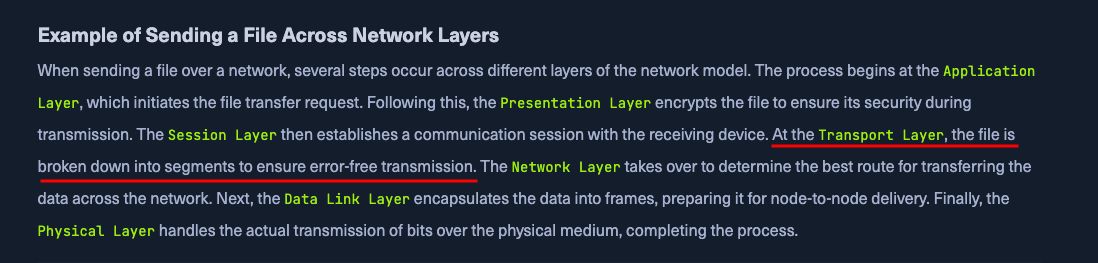 Example of Sending a File Across Network Layers
When sending a file over a network, several steps occur across different layers of the network model. The process begins at the Application
Layer, which initiates the file transfer request. Following this, the Presentation Layer encrypts the file to ensure its security during
transmission. The Session Layer then establishes a communication session with the receiving device. At the Transport Layer, the file is
broken down into segments to ensure error-free transmission. The Network Layer takes over to determine the best route for transferring the
data across the network. Next, the Data Link Layer encapsulates the data into frames, preparing it for node-to-node delivery. Finally, the
Physical Layer handles the actual transmission of bits over the physical medium, completing the process.